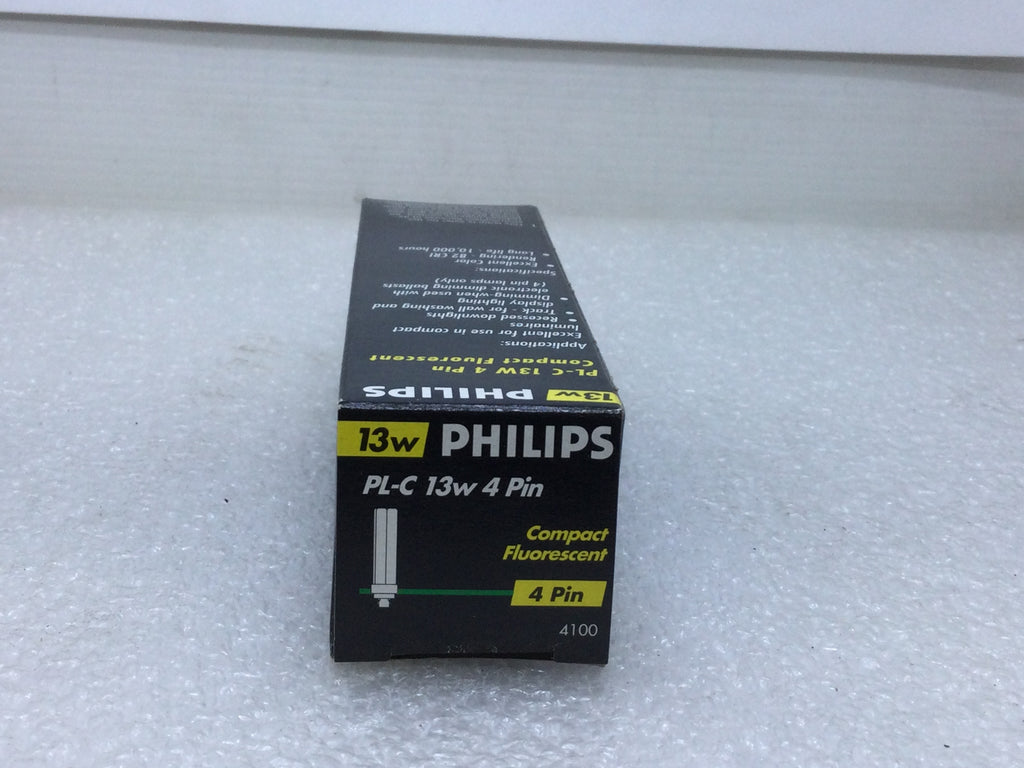 13w PHILIPS
PL-C 13w 4 Pin
Compact
Fluorescent
4 Pin
4100
13w PHILIPS
PL-C 13W 4 Pin
Compact Fluorescent
Applications:
Excellent for use in compact
luminaires
• Recessed downlights
• Track - for wall washing and
display lighting
• Dimming-when used with
electronic dimming ballasts
(4 pin lamps only)
Specifications:
• Excellent Color
Rendering - 82 CRI
• Long life - 10,000 hours